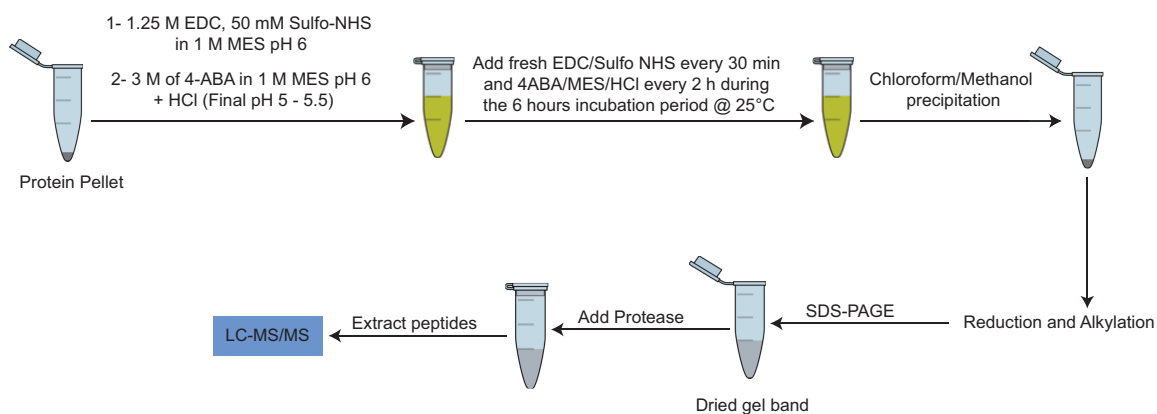 1- 1.25 M EDC, 50 mM Sulfo-NHS
in 1 M MES pH 6
2- 3 M of 4-ABA in 1 M MES pH 6
+ HCl (Final pH 5 - 5.5)
Protein Pellet
Add fresh EDC/Sulfo NHS every 30 min
and 4ABA/MES/HCl every 2 h during
the 6 hours incubation period @ 25°C
Chloroform/Methanol
precipitation
Reduction and Alkylation
SDS-PAGE
Dried gel band
Add Protease
Extract peptides
LC-MS/MS